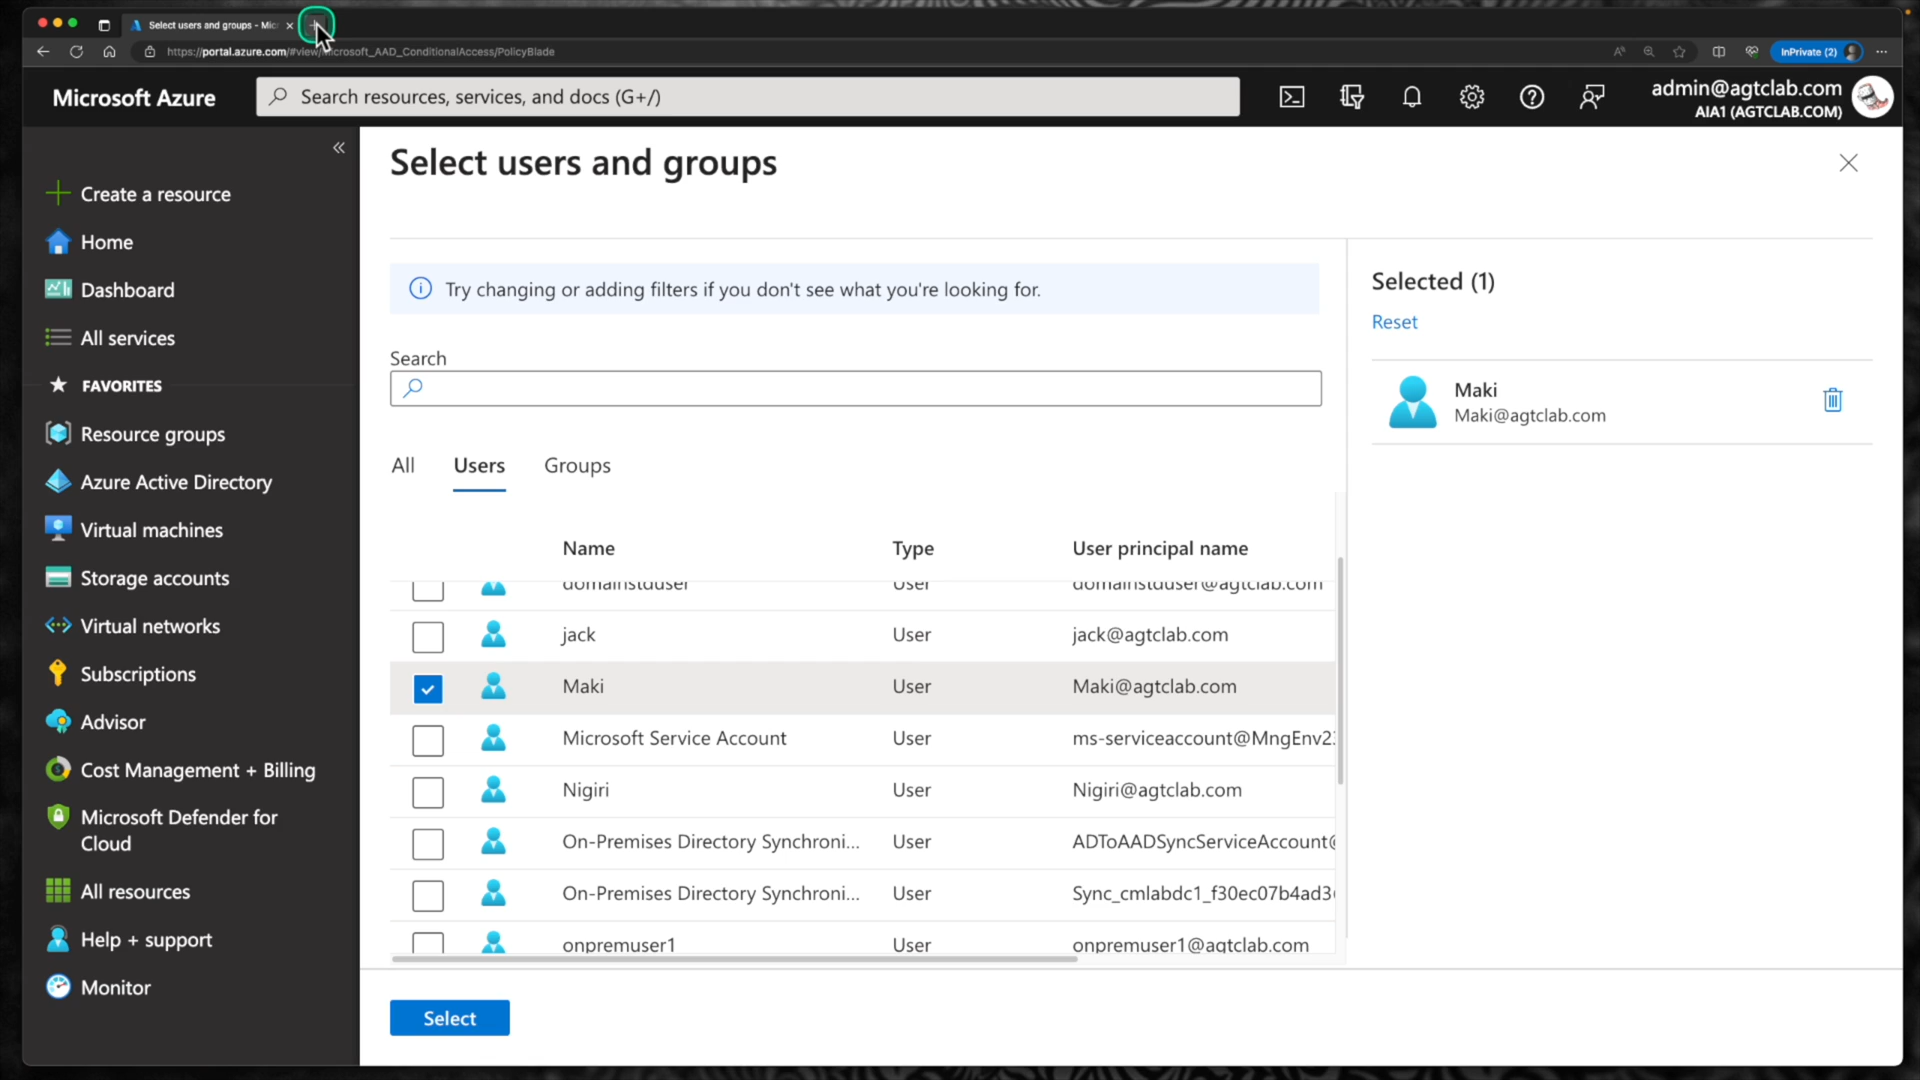 Select users and groups - Mic
https://portal.azure.com/#view/Microsoft_AAD_ConditionalAccess/PolicyBlade
InPrivate (2)
Microsoft Azure
Search resources, services, and docs (G+/)
admin@agtclab.com
AIA1 (AGTCLAB.COM)
Create a resource
Home
Dashboard
All services
FAVORITES
Resource groups
Azure Active Directory
Virtual machines
Storage accounts
Virtual networks
Subscriptions
Advisor
Cost Management + Billing
Microsoft Defender for
Cloud
All resources
Help + support
Monitor
Select users and groups
Try changing or adding filters if you don't see what you're looking for.
Search
All Users Groups
Name Type User principal name
domainstduser User domainstduser@agtclab.com
jack User jack@agtclab.com
Maki User Maki@agtclab.com
Microsoft Service Account User ms-serviceaccount@MngEnv23
Nigiri User Nigiri@agtclab.com
On-Premises Directory Synchroni... User ADToAADSyncServiceAccount@
On-Premises Directory Synchroni... User Sync_cmlabdc1_f30ec07b4ad3
onpremuser1 User onpremuser1@agtclab.com
Select
Selected (1)
Reset
Maki
Maki@agtclab.com